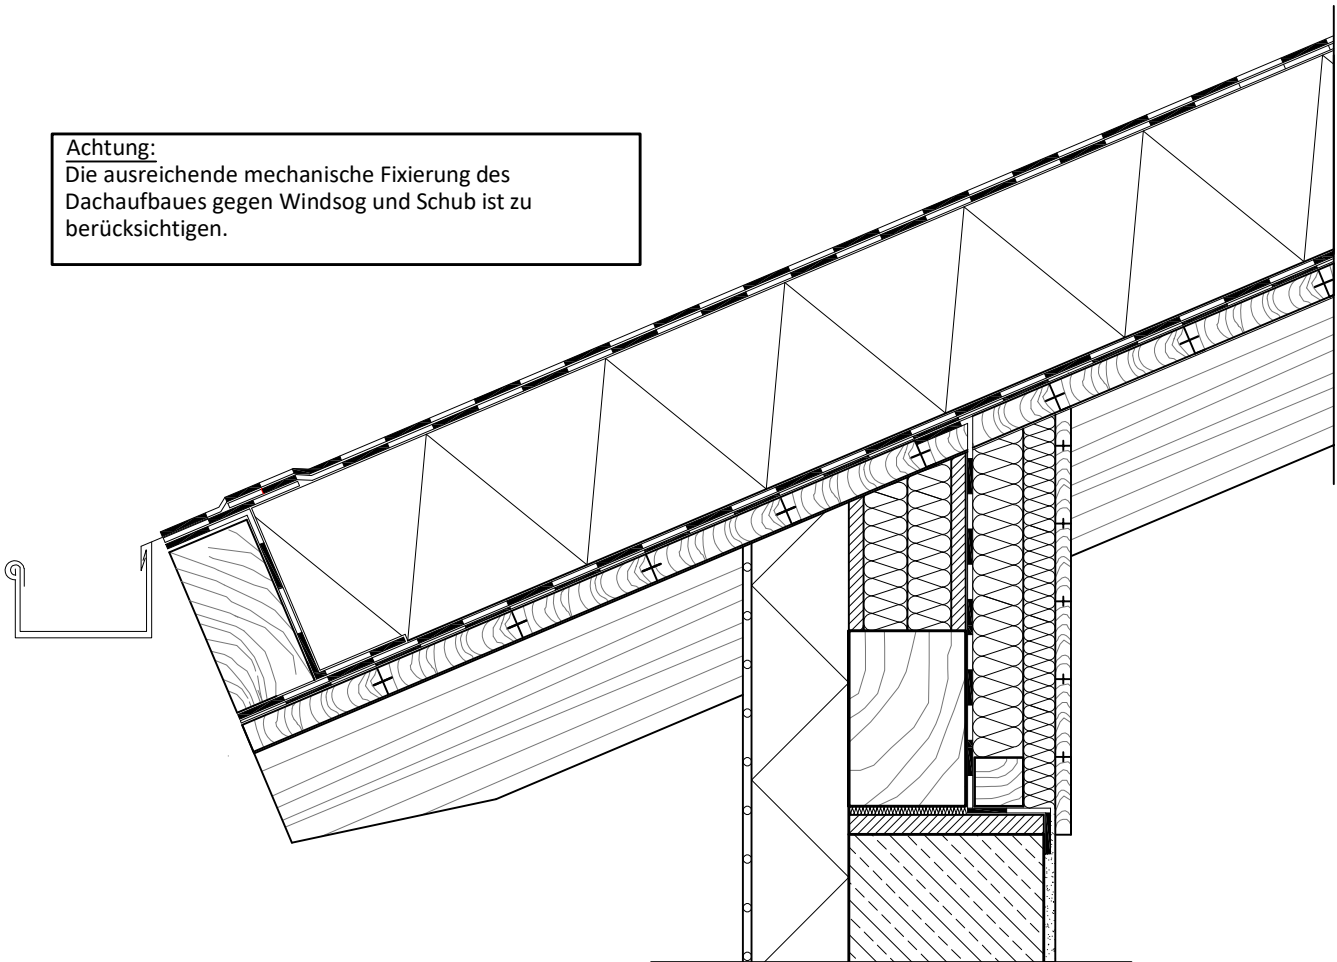 Achtung:
Die ausreichende mechanische Fixierung des
Dachaufbaues gegen Windsog und Schub ist zu
berücksichtigen.